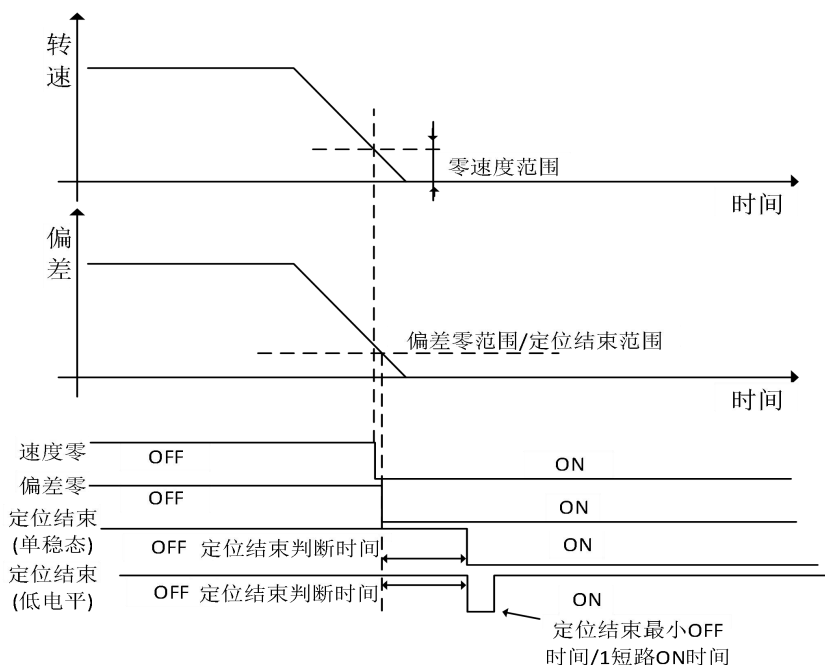 转
速
零速度范围
时间
偏
差
偏差零范围/定位结束范围
时间
速度零
OFF
ON
偏差零
OFF
ON
定位结束
(单稳态)
OFF 定位结束判断时间
ON
定位结束
(低电平)
OFF 定位结束判断时间
ON
定位结束最小OFF
时间/1短路ON时间